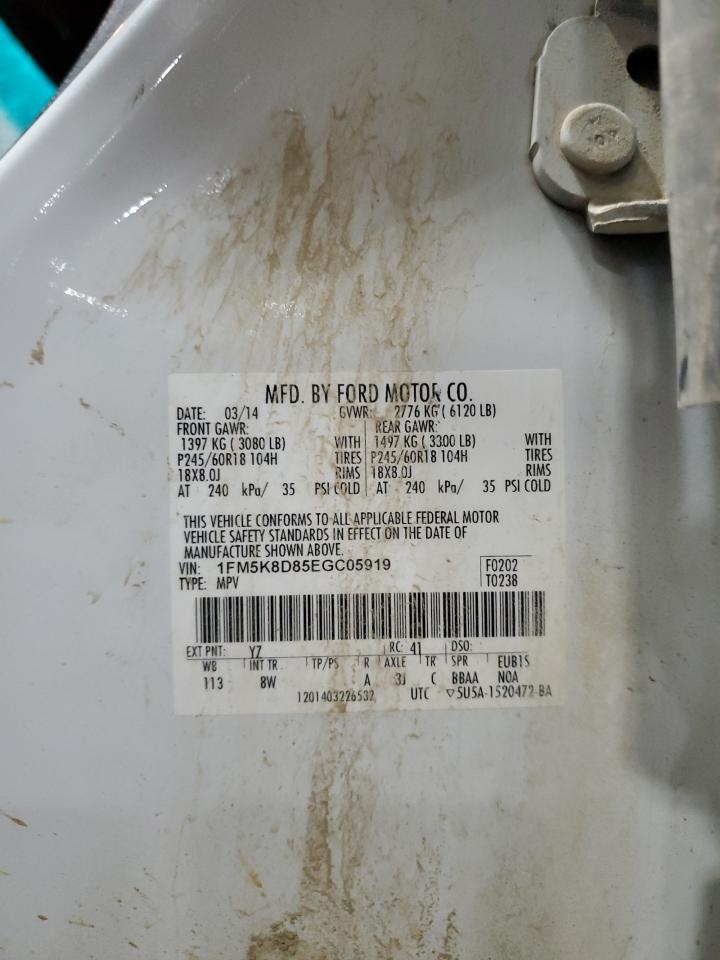 MFD. BY FORD MOTOR CO.
DATE: 03/14 GVWR: 2776 KG ( 6120 LB)
FRONT GAWR: REAR GAWR:
1397 KG ( 3080 LB) WITH 1497 KG ( 3300 LB) WITH
P245/60R18 104H TIRES P245/60R18 104H TIRES
18X8.0J RIMS 18X8.0J RIMS
AT 240 kPa/ 35 PSI COLD AT 240 kPa/ 35 PSI COLD
THIS VEHICLE CONFORMS TO ALL APPLICABLE FEDERAL MOTOR
VEHICLE SAFETY STANDARDS IN EFFECT ON THE DATE OF
MANUFACTURE SHOWN ABOVE.
VIN: 1FM5K8D85EGC05919 F0202
TYPE: MPV T0238
EXT PNT: YZ RC: 41 DSO:
WB INT TR TP/PS R AXLE TR SPR EUB1S
113 8W A 3J C BBAA N0A
1201403226532 UTC ▽5U5A-1520472-BA